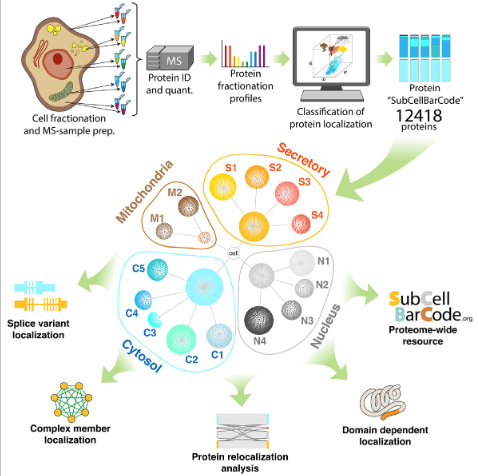 MS
Cell fractionation
and MS-sample prep.
Protein ID
and quant.
Protein
fractionation
profiles
Classification of
protein localization
Protein
"SubCellBarCode"
12418
proteins
Mitochondria
M2
M1
Secretory
S1
S2
S3
S4
cell
Cytosol
C5
C4
C3
C2
C1
Nucleus
N1
N2
N3
N4
Splice variant
localization
SubCell
BarCode.org
Proteome-wide
resource
Complex member
localization
Protein relocalization
analysis
Domain dependent
localization